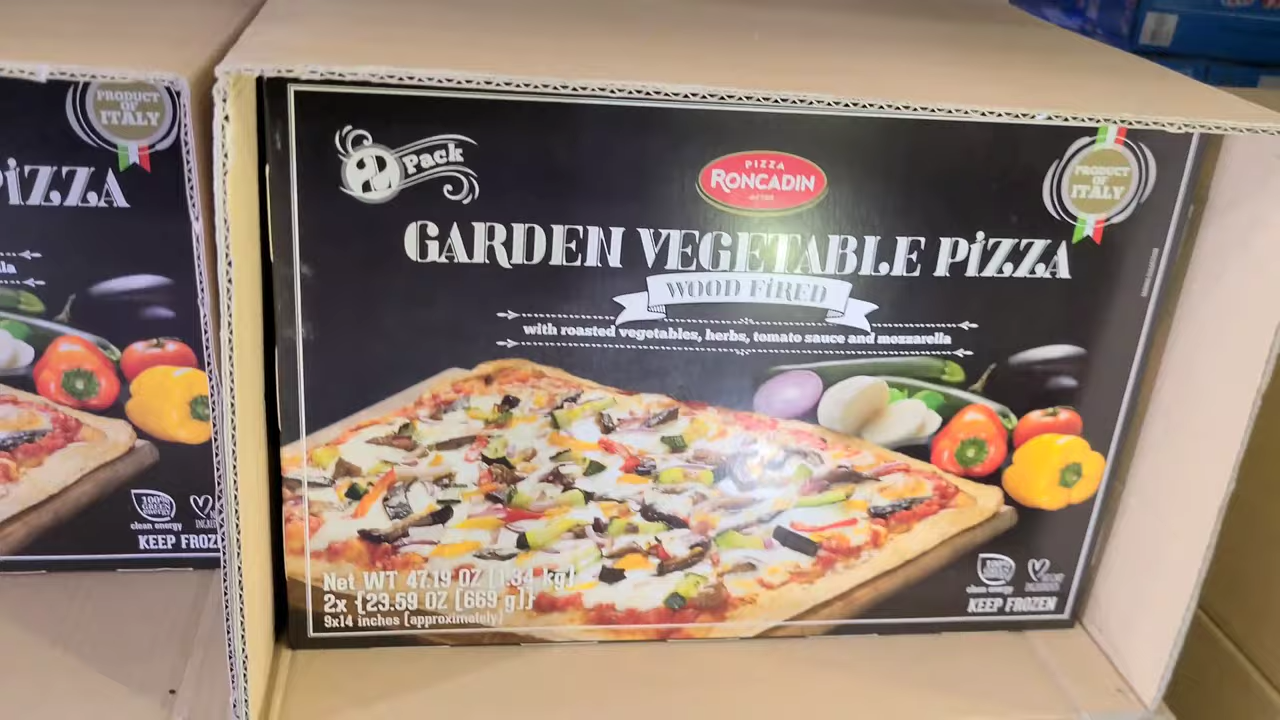 PRODUCT
OF
ITALY
PIZZA
100%
GREEN
energy
clean energy
KEEP FROZ
2 Pack
PIZZA
RONCADIN
PRODUCT
OF
ITALY
GARDEN VEGETABLE PIZZA
WOOD FIRED
with roasted vegetables, herbs, tomato sauce and mozzarella
Net WT 47.19 OZ [1.34 kg]
2x {23.59 OZ [669 g]}
9x14 inches [approximately]
clean energy
KEEP FROZEN